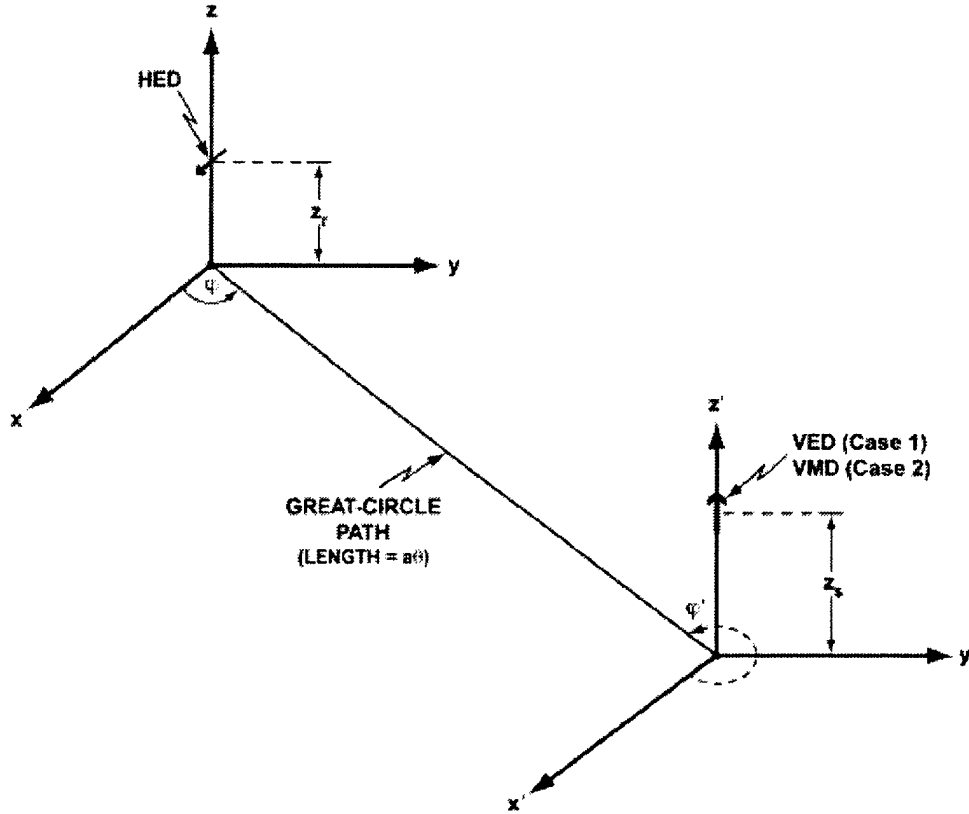 z
HED
z_r
y
φ
x
GREAT-CIRCLE
PATH
(LENGTH = aθ)
z'
VED (Case 1)
VMD (Case 2)
φ'
z_s
y'
x'